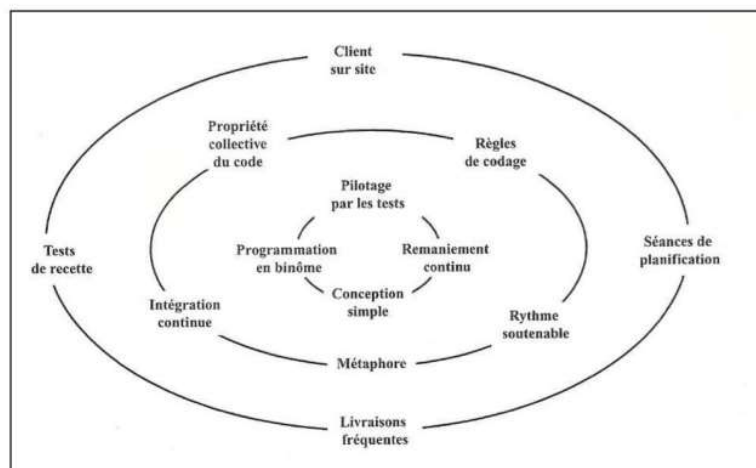 Client
sur site
Propriété
collective
du code
Règles
de codage
Pilotage
par les tests
Tests
de recette
Programmation
en binôme
Remaniement
continu
Séances de
planification
Conception
simple
Intégration
continue
Rythme
soutenable
Métaphore
Livraisons
fréquentes